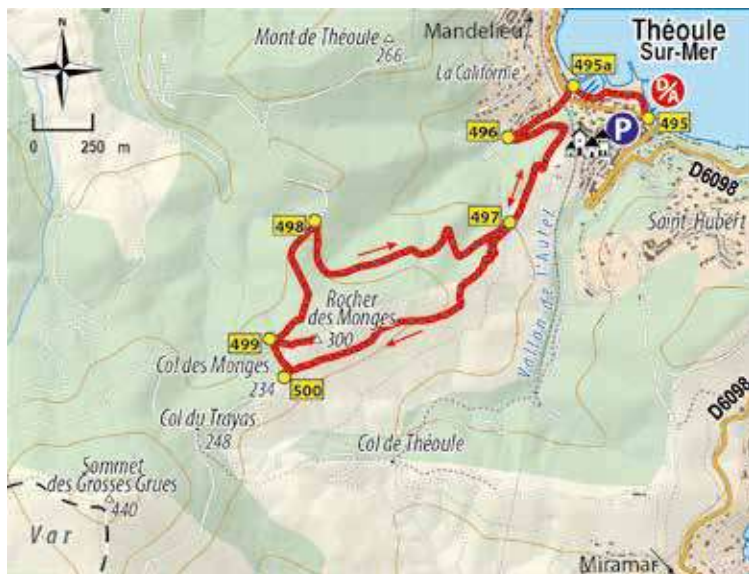 Mandelieu
Théoule
Sur-Mer
Mont de Théoule
266
La Californie
495a
D/A
495
P
496
D6098
0 250 m
497
Saint-Hubert
498
Vallon de l'Autel
Rocher
des Monges
300
499
Col des Monges
234
500
Col du Trayas
248
Col de Théoule
D6098
Sommet
des Grosses Grues
440
Var
Miramar